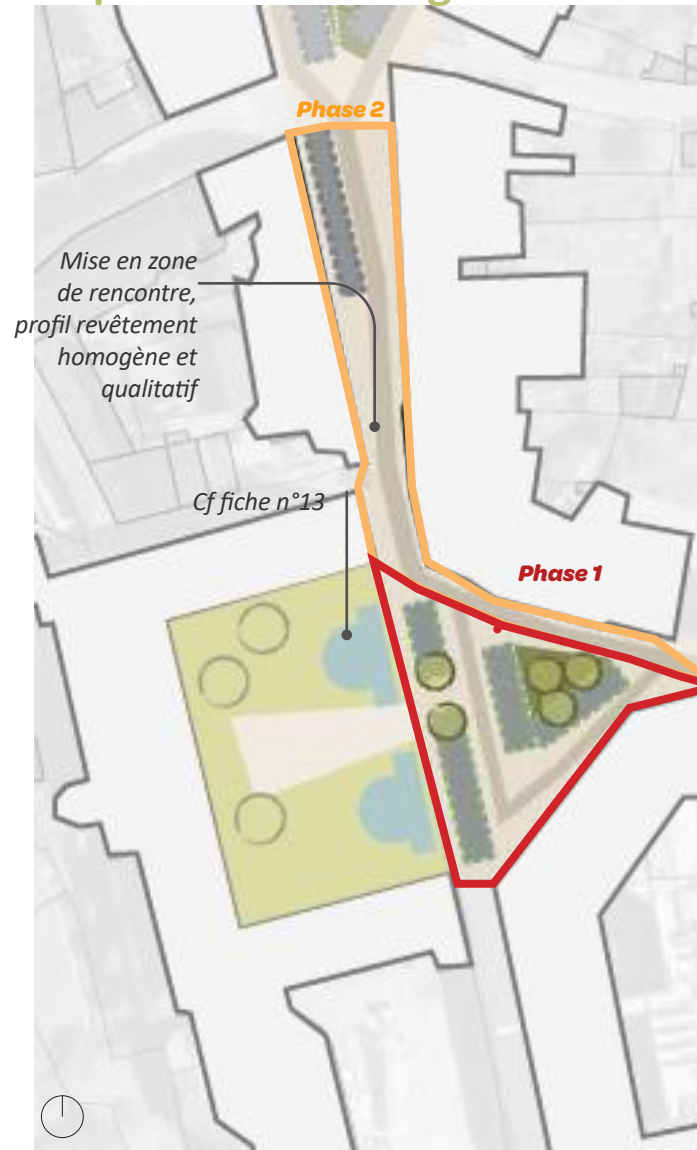 Phase 2
Mise en zone
de rencontre,
profil revêtement
homogène et
qualitatif
Cf fiche n°13
Phase 1